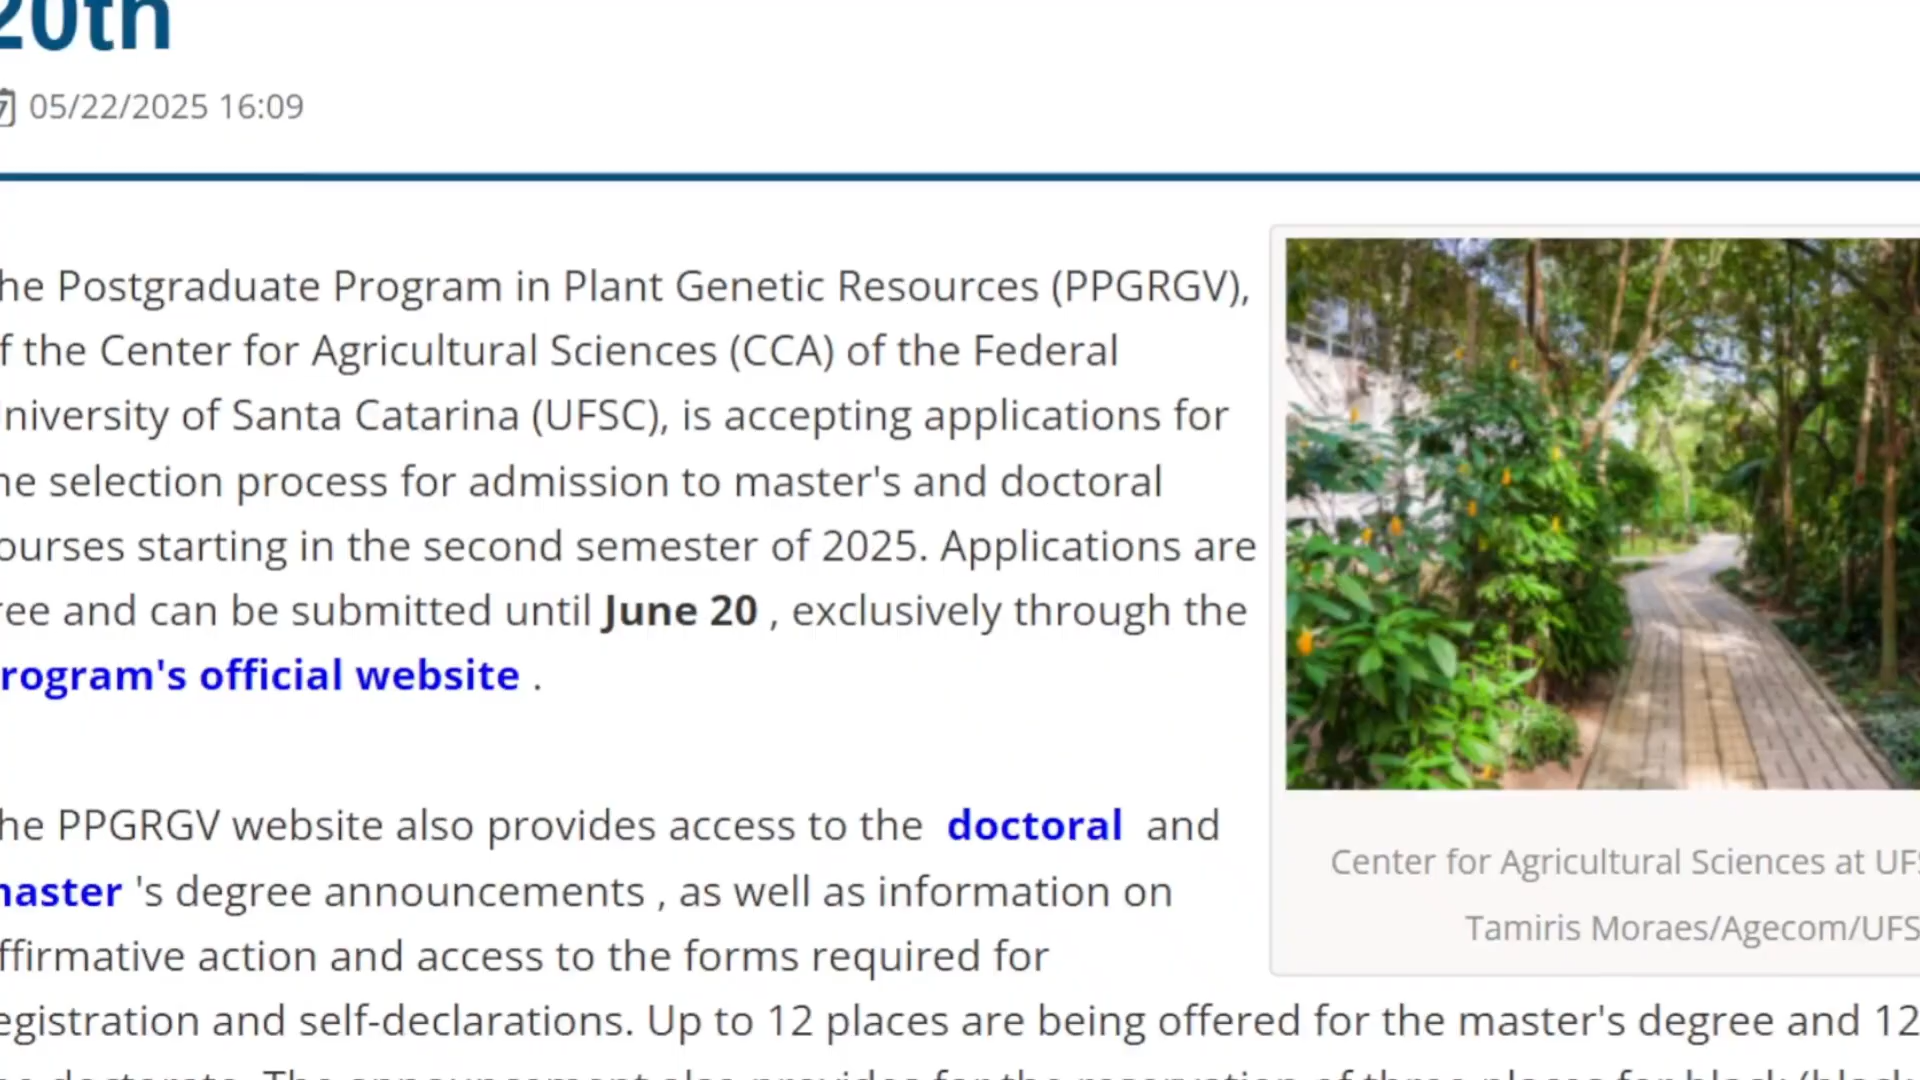 20th
05/22/2025 16:09
he Postgraduate Program in Plant Genetic Resources (PPGRGV),
f the Center for Agricultural Sciences (CCA) of the Federal
niversity of Santa Catarina (UFSC), is accepting applications for
he selection process for admission to master's and doctoral
ourses starting in the second semester of 2025. Applications are
ree and can be submitted until June 20 , exclusively through the
rogram's official website .
he PPGRGV website also provides access to the doctoral and
master 's degree announcements , as well as information on
ffirmative action and access to the forms required for
egistration and self-declarations. Up to 12 places are being offered for the master's degree and 12
Center for Agricultural Sciences at UFS
Tamiris Moraes/Agecom/UFS